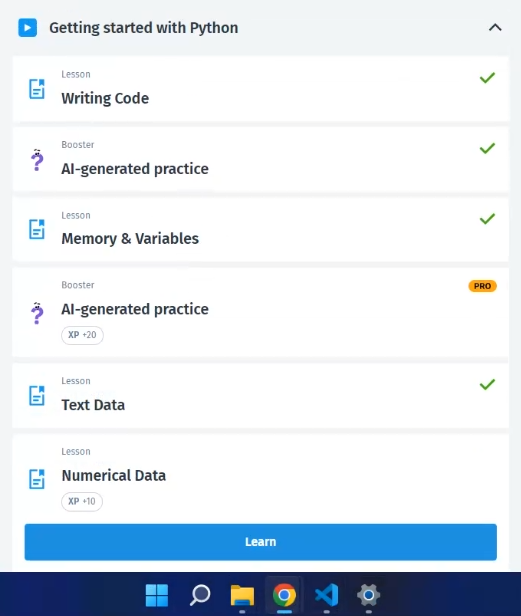 Getting started with Python
Lesson
Writing Code
Booster
AI-generated practice
Lesson
Memory & Variables
Booster
PRO
AI-generated practice
XP +20
Lesson
Text Data
Lesson
Numerical Data
XP +10
Learn